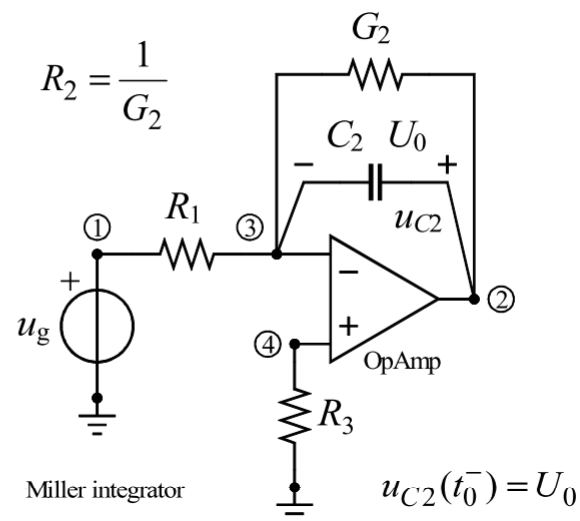 G₂
R₂ = 1/G₂
− C₂ U₀ +
u_C2
① R₁ ③
+
u_g
−
+
②
④
OpAmp
R₃
Miller integrator
u_C2(t₀⁻) = U₀